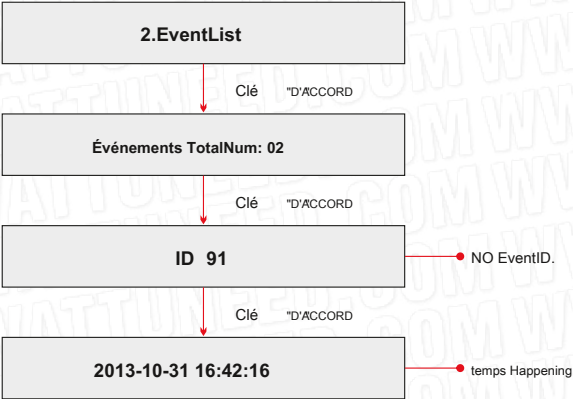 2.EventList
Clé "D'ACCORD
Événements TotalNum: 02
Clé "D'ACCORD
ID 91
NO EventID.
Clé "D'ACCORD
2013-10-31 16:42:16
temps Happening